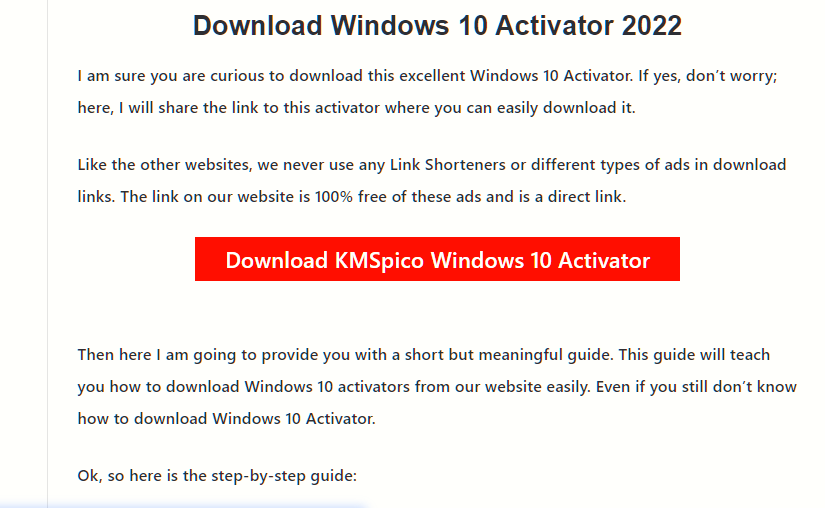 Download Windows 10 Activator 2022
I am sure you are curious to download this excellent Windows 10 Activator. If yes, don’t worry;
here, I will share the link to this activator where you can easily download it.
Like the other websites, we never use any Link Shorteners or different types of ads in download
links. The link on our website is 100% free of these ads and is a direct link.
Download KMSpico Windows 10 Activator
Then here I am going to provide you with a short but meaningful guide. This guide will teach
you how to download Windows 10 activators from our website easily. Even if you still don’t know
how to download Windows 10 Activator.
Ok, so here is the step-by-step guide: